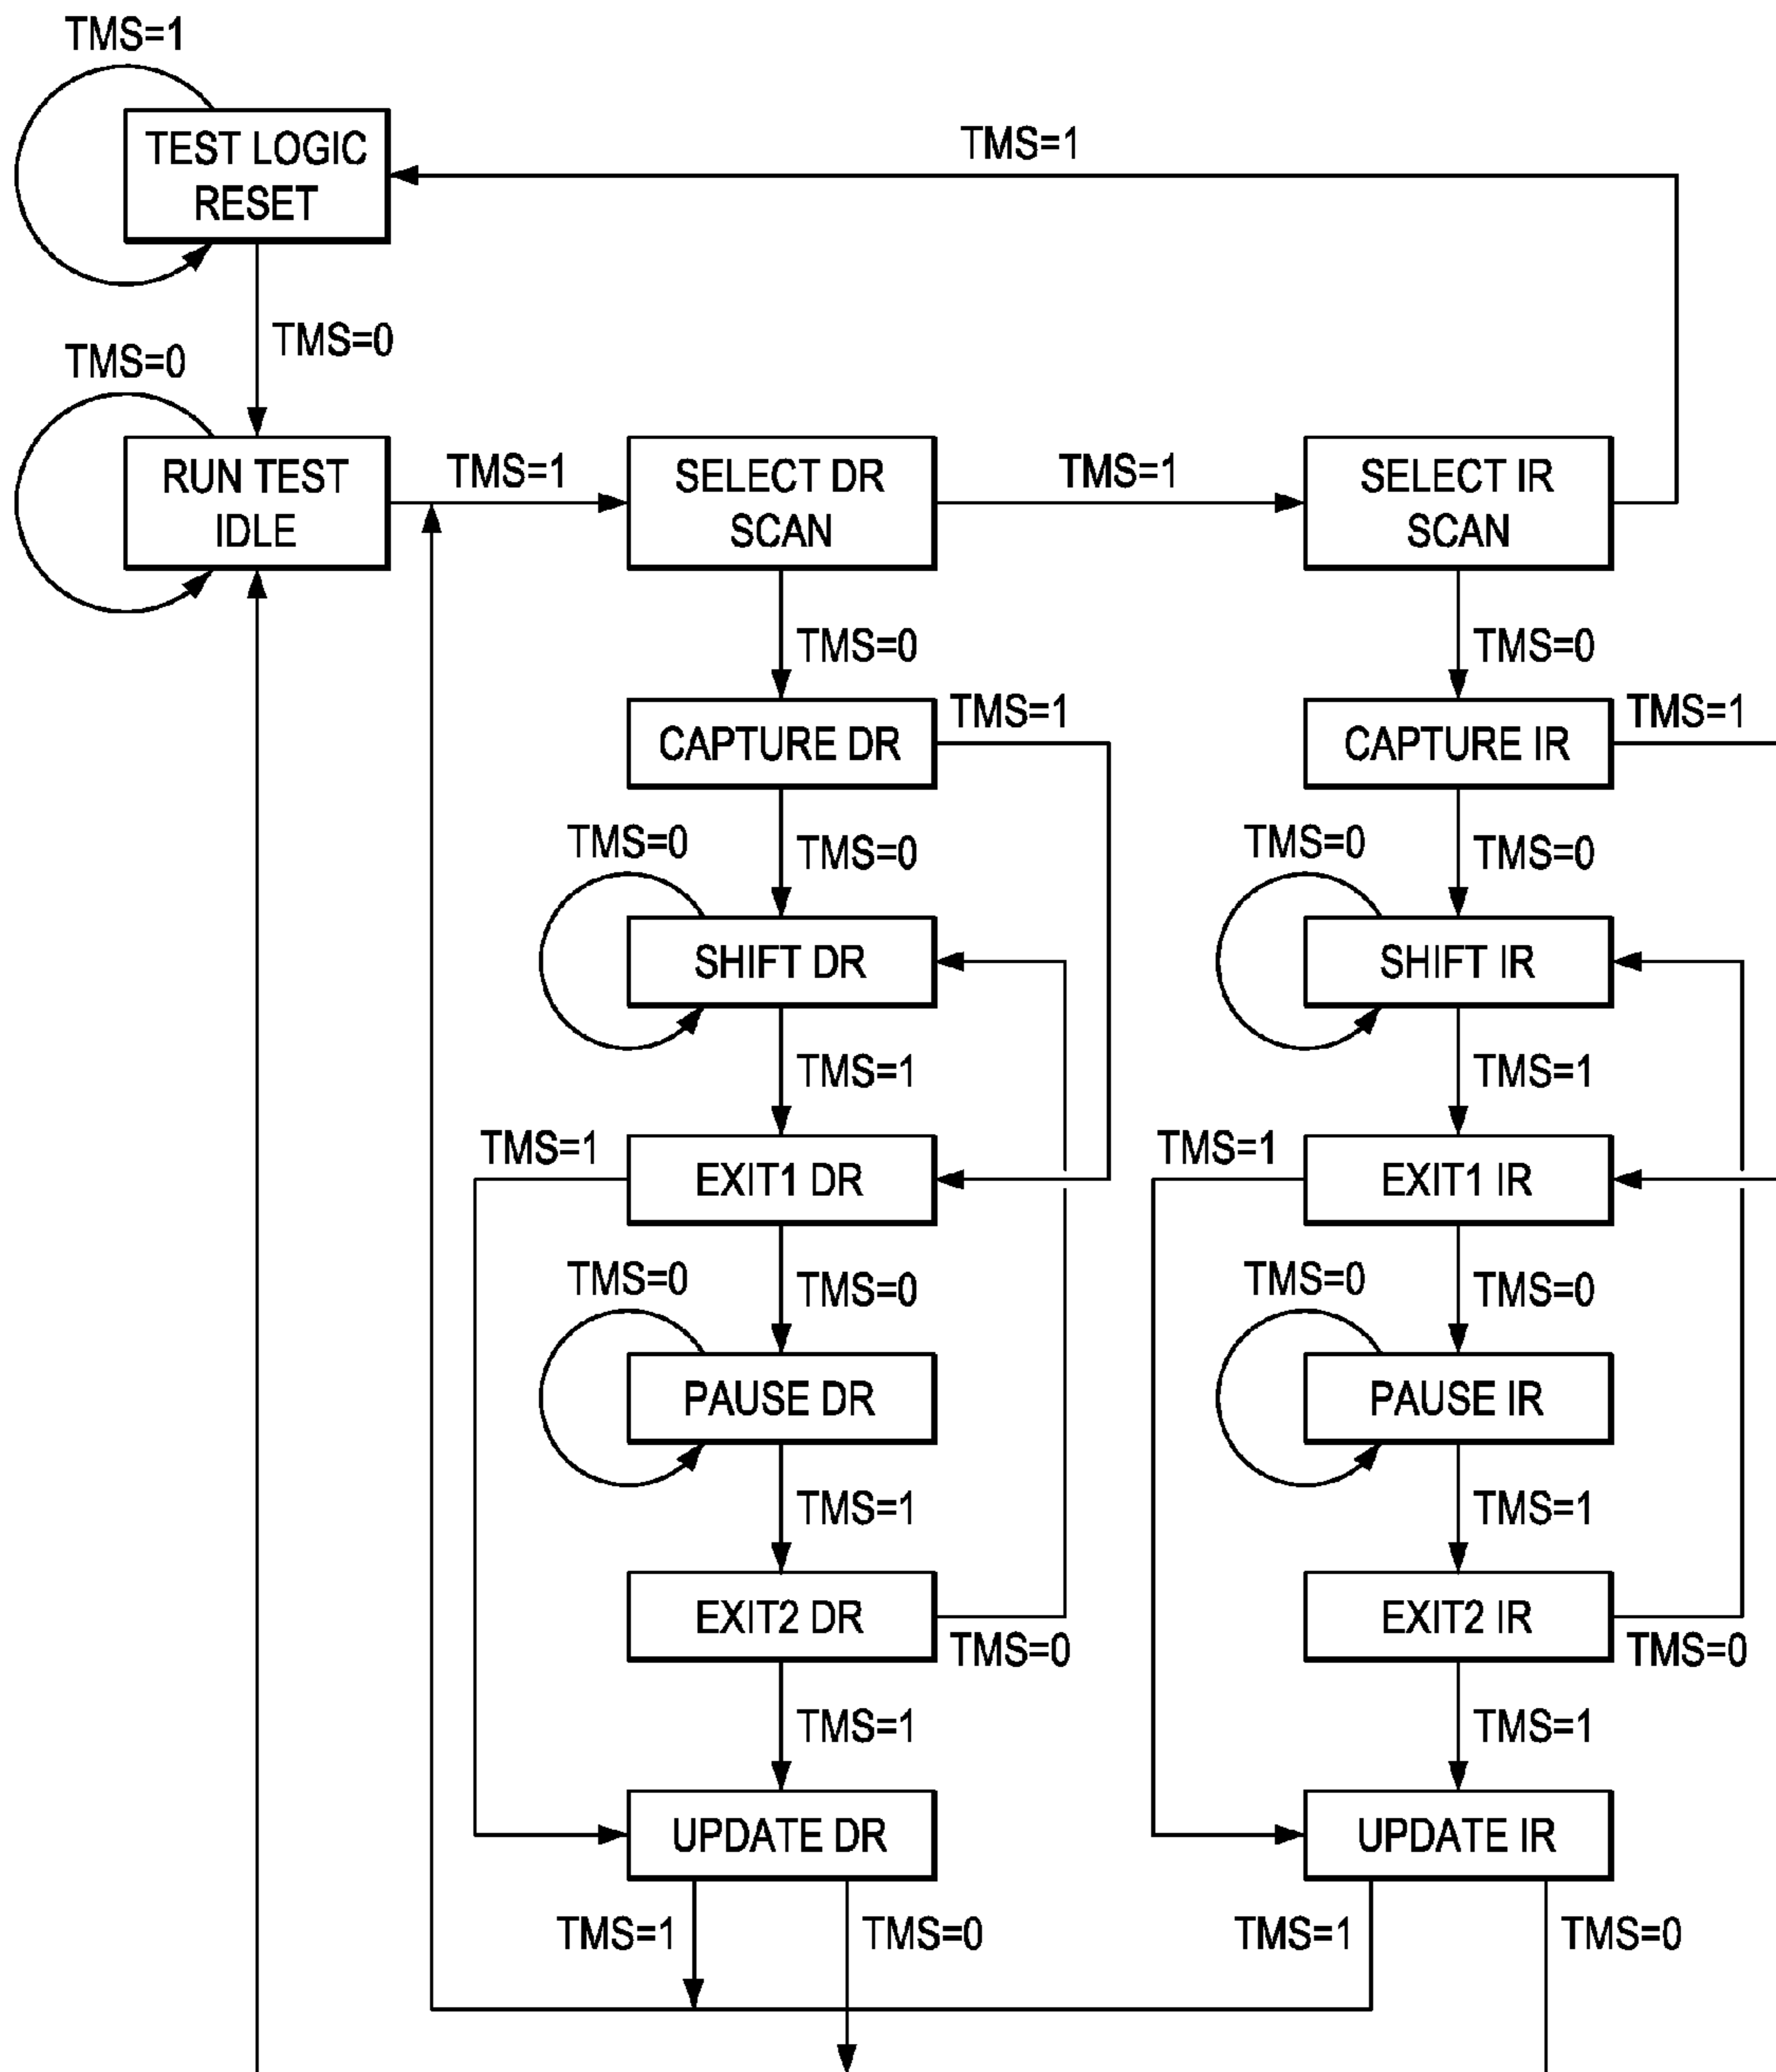 TMS=1
TEST LOGIC
RESET
TMS=1
TMS=0
TMS=0
RUN TEST
IDLE
TMS=1
SELECT DR
SCAN
TMS=1
SELECT IR
SCAN
TMS=0
TMS=0
CAPTURE DR
TMS=1
CAPTURE IR
TMS=1
TMS=0
TMS=0
TMS=0
TMS=0
SHIFT DR
SHIFT IR
TMS=1
TMS=1
TMS=1
EXIT1 DR
TMS=1
EXIT1 IR
TMS=0
TMS=0
TMS=0
TMS=0
PAUSE DR
PAUSE IR
TMS=1
TMS=1
EXIT2 DR
TMS=0
EXIT2 IR
TMS=0
TMS=1
TMS=1
UPDATE DR
UPDATE IR
TMS=1
TMS=0
TMS=1
TMS=0